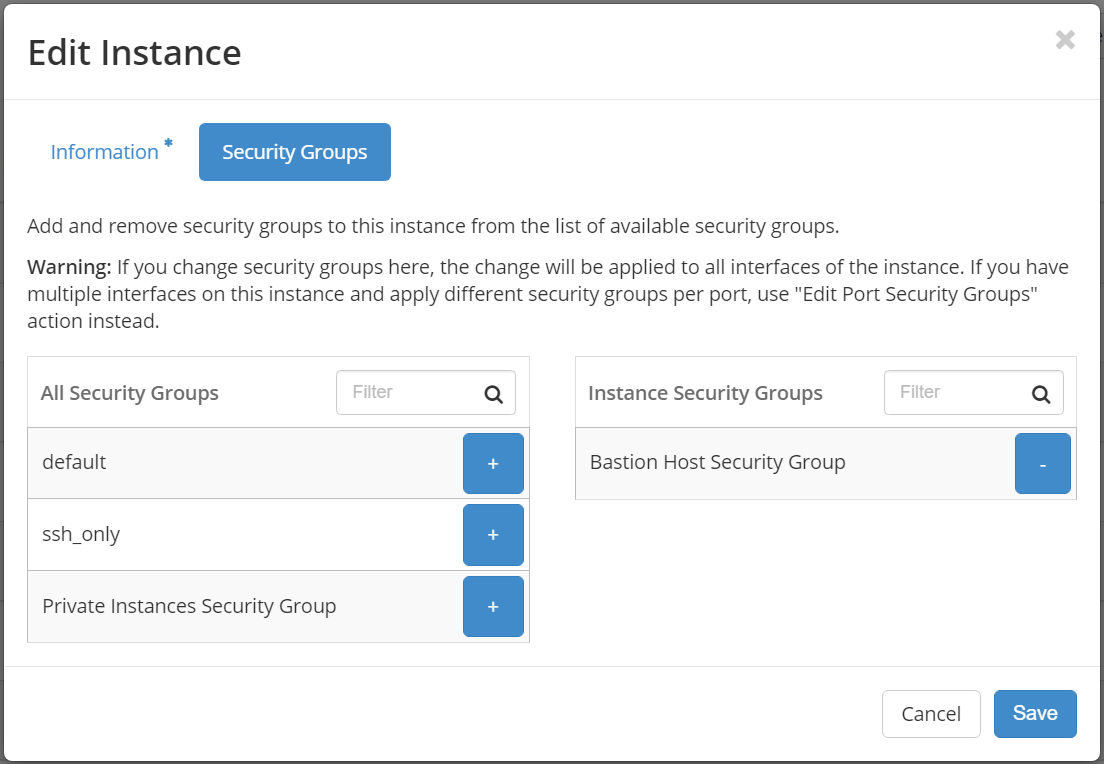 Edit Instance
×
Information *
Security Groups
Add and remove security groups to this instance from the list of available security groups.
Warning: If you change security groups here, the change will be applied to all interfaces of the instance. If you have
multiple interfaces on this instance and apply different security groups per port, use "Edit Port Security Groups"
action instead.
All Security Groups
Filter
default
+
ssh_only
+
Private Instances Security Group
+
Instance Security Groups
Filter
Bastion Host Security Group
-
Cancel
Save